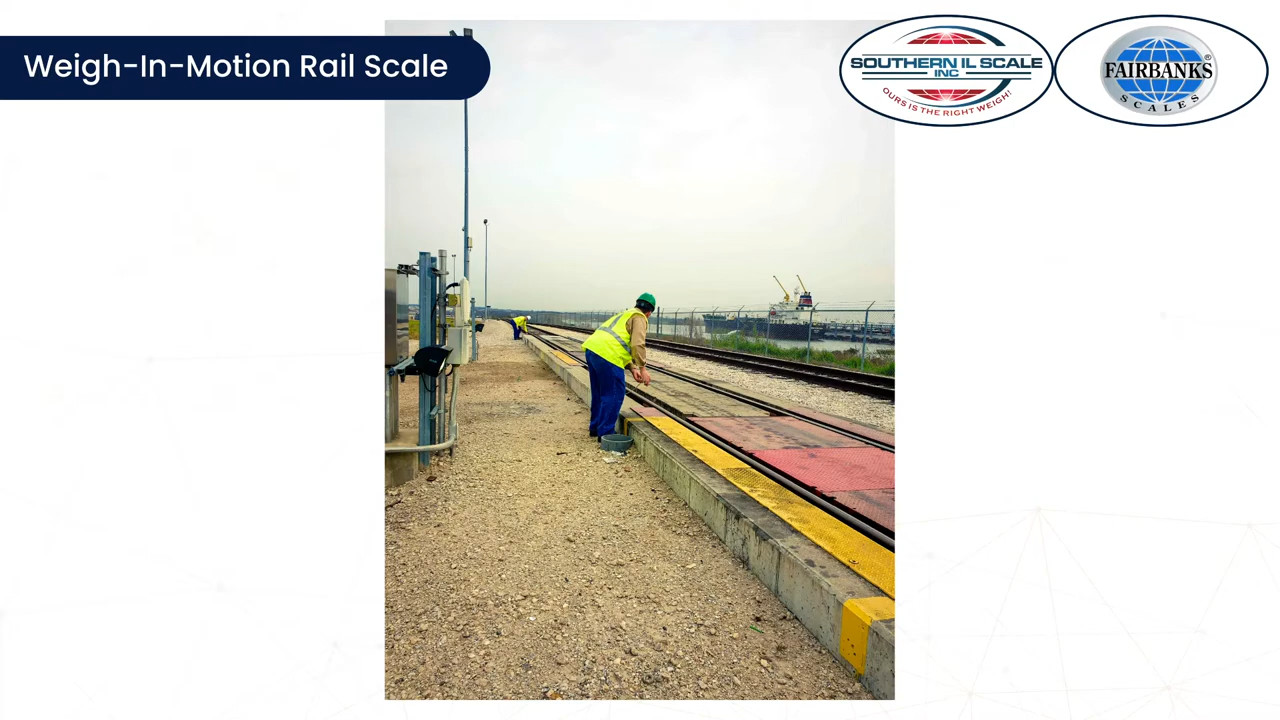 Weigh-In-Motion Rail Scale
SOUTHERN IL SCALE
INC
OURS IS THE RIGHT WEIGH!
FAIRBANKS®
SCALES